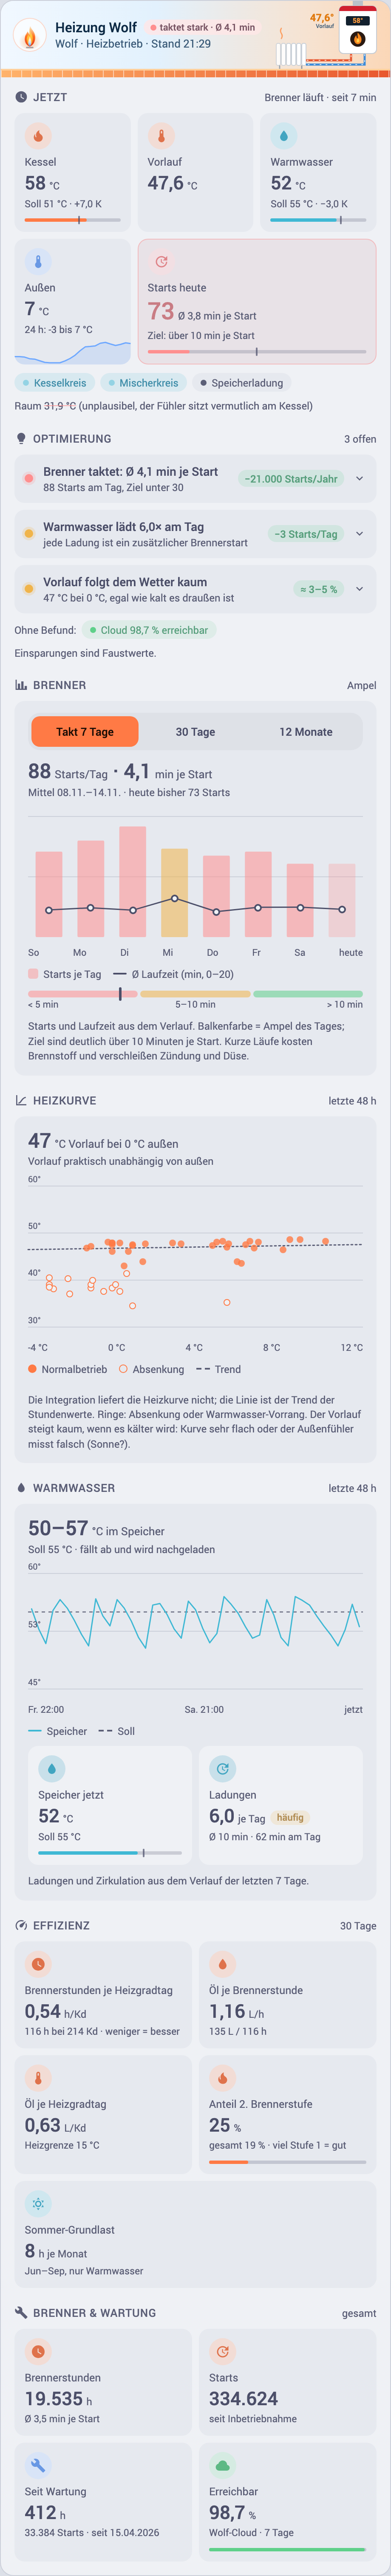 Heizung Wolf
taktet stark · Ø 4,1 min
Wolf · Heizbetrieb · Stand 21:29
47,6°
Vorlauf
58°
JETZT
Brenner läuft · seit 7 min
Kessel
58 °C
Soll 51 °C · +7,0 K
Vorlauf
47,6 °C
Warmwasser
52 °C
Soll 55 °C · −3,0 K
Außen
7 °C
24 h: -3 bis 7 °C
Starts heute
73 Ø 3,8 min je Start
Ziel: über 10 min je Start
Kesselkreis
Mischerkreis
Speicherladung
Raum 31,9 °C (unplausibel, der Fühler sitzt vermutlich am Kessel)
OPTIMIERUNG
3 offen
Brenner taktet: Ø 4,1 min je Start
88 Starts am Tag, Ziel unter 30
−21.000 Starts/Jahr
Warmwasser lädt 6,0× am Tag
jede Ladung ist ein zusätzlicher Brennerstart
−3 Starts/Tag
Vorlauf folgt dem Wetter kaum
47 °C bei 0 °C, egal wie kalt es draußen ist
≈ 3–5 %
Ohne Befund:
Cloud 98,7 % erreichbar
Einsparungen sind Faustwerte.
BRENNER
Ampel
Takt 7 Tage
30 Tage
12 Monate
88 Starts/Tag · 4,1 min je Start
Mittel 08.11.–14.11. · heute bisher 73 Starts
So Mo Di Mi Do Fr Sa heute
Starts je Tag
Ø Laufzeit (min, 0–20)
< 5 min
5–10 min
> 10 min
Starts und Laufzeit aus dem Verlauf. Balkenfarbe = Ampel des Tages;
Ziel sind deutlich über 10 Minuten je Start. Kurze Läufe kosten
Brennstoff und verschleißen Zündung und Düse.
HEIZKURVE
letzte 48 h
47 °C Vorlauf bei 0 °C außen
Vorlauf praktisch unabhängig von außen
60°
50°
40°
30°
-4 °C
0 °C
4 °C
8 °C
12 °C
Normalbetrieb
Absenkung
Trend
Die Integration liefert die Heizkurve nicht; die Linie ist der Trend der
Stundenwerte. Ringe: Absenkung oder Warmwasser-Vorrang. Der Vorlauf
steigt kaum, wenn es kälter wird: Kurve sehr flach oder der Außenfühler
misst falsch (Sonne?).
WARMWASSER
letzte 48 h
50–57 °C im Speicher
Soll 55 °C · fällt ab und wird nachgeladen
60°
53°
45°
Fr. 22:00
Sa. 21:00
jetzt
Speicher
Soll
Speicher jetzt
52 °C
Soll 55 °C
Ladungen
6,0 je Tag häufig
Ø 10 min · 62 min am Tag
Ladungen und Zirkulation aus dem Verlauf der letzten 7 Tage.
EFFIZIENZ
30 Tage
Brennerstunden je Heizgradtag
0,54 h/Kd
116 h bei 214 Kd · weniger = besser
Öl je Brennerstunde
1,16 L/h
135 L / 116 h
Öl je Heizgradtag
0,63 L/Kd
Heizgrenze 15 °C
Anteil 2. Brennerstufe
25 %
gesamt 19 % · viel Stufe 1 = gut
Sommer-Grundlast
8 h je Monat
Jun–Sep, nur Warmwasser
BRENNER & WARTUNG
gesamt
Brennerstunden
19.535 h
Ø 3,5 min je Start
Starts
334.624
seit Inbetriebnahme
Seit Wartung
412 h
33.384 Starts · seit 15.04.2026
Erreichbar
98,7 %
Wolf-Cloud · 7 Tage